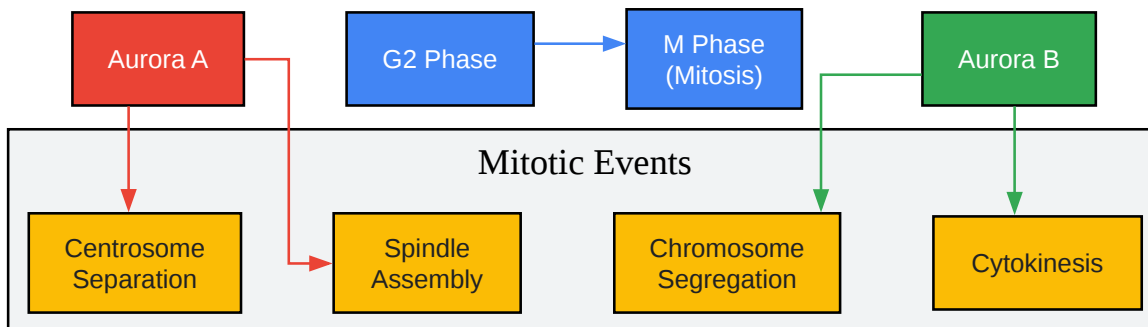 Aurora A
G2 Phase
M Phase
(Mitosis)
Aurora B
Mitotic Events
Centrosome
Separation
Spindle
Assembly
Chromosome
Segregation
Cytokinesis